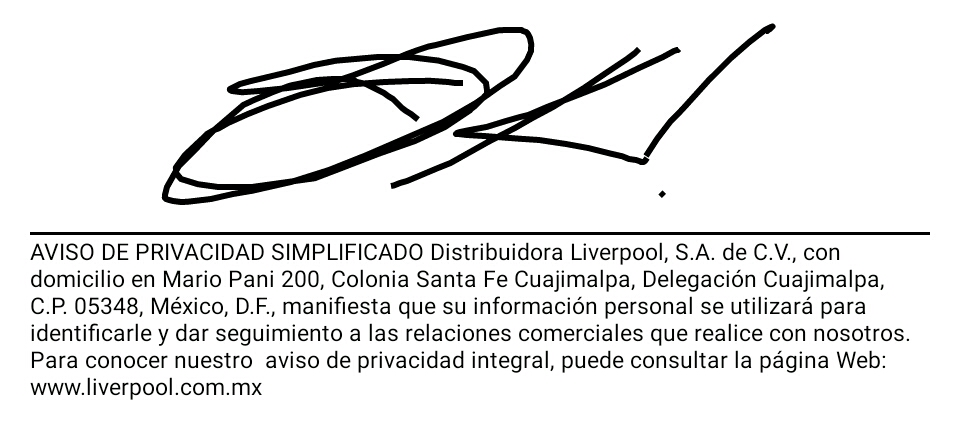 OK!
AVISO DE PRIVACIDAD SIMPLIFICADO Distribuidora Liverpool, S.A. de C.V., con
domicilio en Mario Pani 200, Colonia Santa Fe Cuajimalpa, Delegación Cuajimalpa,
C.P. 05348, México, D.F., manifiesta que su información personal se utilizará para
identificarle y dar seguimiento a las relaciones comerciales que realice con nosotros.
Para conocer nuestro  aviso de privacidad integral, puede consultar la página Web:
www.liverpool.com.mx